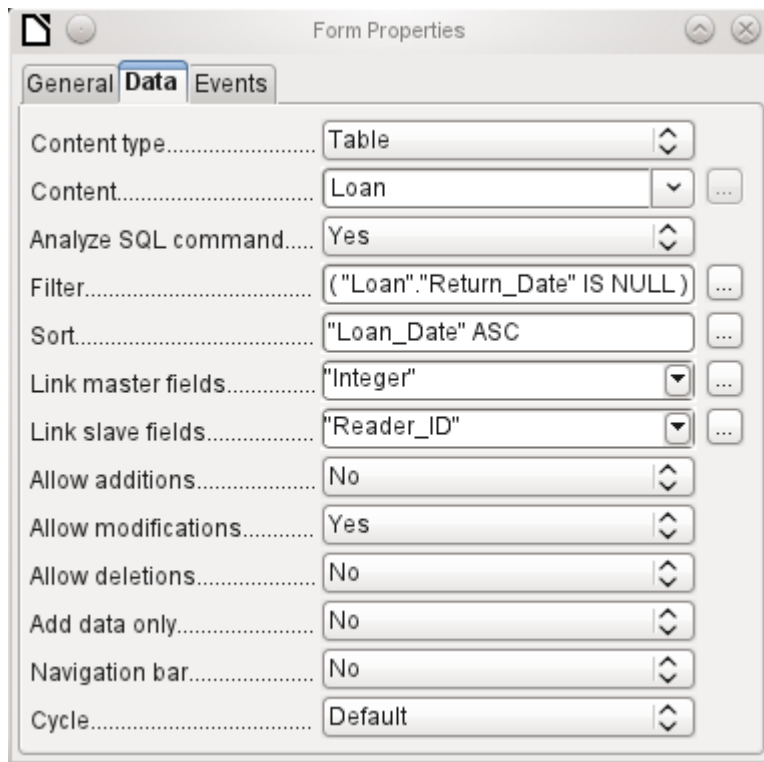 Form Properties
General Data Events
Content type........................ Table
Content................................. Loan ...
Analyze SQL command..... Yes
Filter..................................... ( "Loan"."Return_Date" IS NULL ) ...
Sort....................................... "Loan_Date" ASC ...
Link master fields................. "Integer" ...
Link slave fields................... "Reader_ID" ...
Allow additions..................... No
Allow modifications.............. Yes
Allow deletions..................... No
Add data only........................ No
Navigation bar...................... No
Cycle..................................... Default